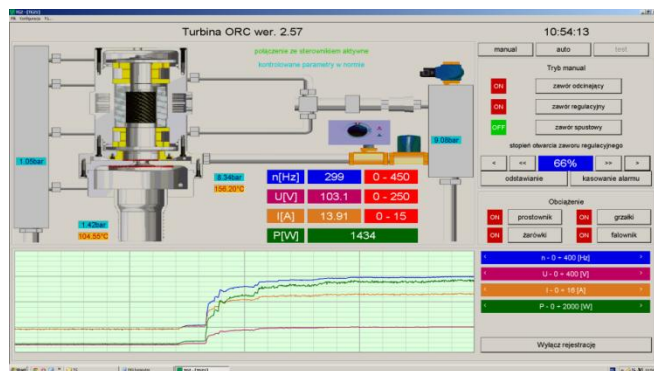 Turbina ORC wer. 2.57
10:54:13
połączenie ze sterownikiem aktywne
kontrolowane parametry w normie
manual auto test
Tryb manual
ON zawór odcinający
ON zawór regulacyjny
OFF zawór spustowy
stopień otwarcia zaworu regulacyjnego
< << 66% >> >
odstawianie kasowanie alarmu
1.05bar
9.08bar
8.34bar
156.20°C
1.42bar
104.55°C
n[Hz] 299 0 - 450
U[V] 103.1 0 - 250
I[A] 13.91 0 - 15
P[W] 1434
Obciążenie
ON prostownik ON grzałki
ON żarówki ON falownik
n - 0 ÷ 400 [Hz]
U - 0 ÷ 400 [V]
I - 0 ÷ 16 [A]
P - 0 ÷ 2000 [W]
Wyłącz rejestrację